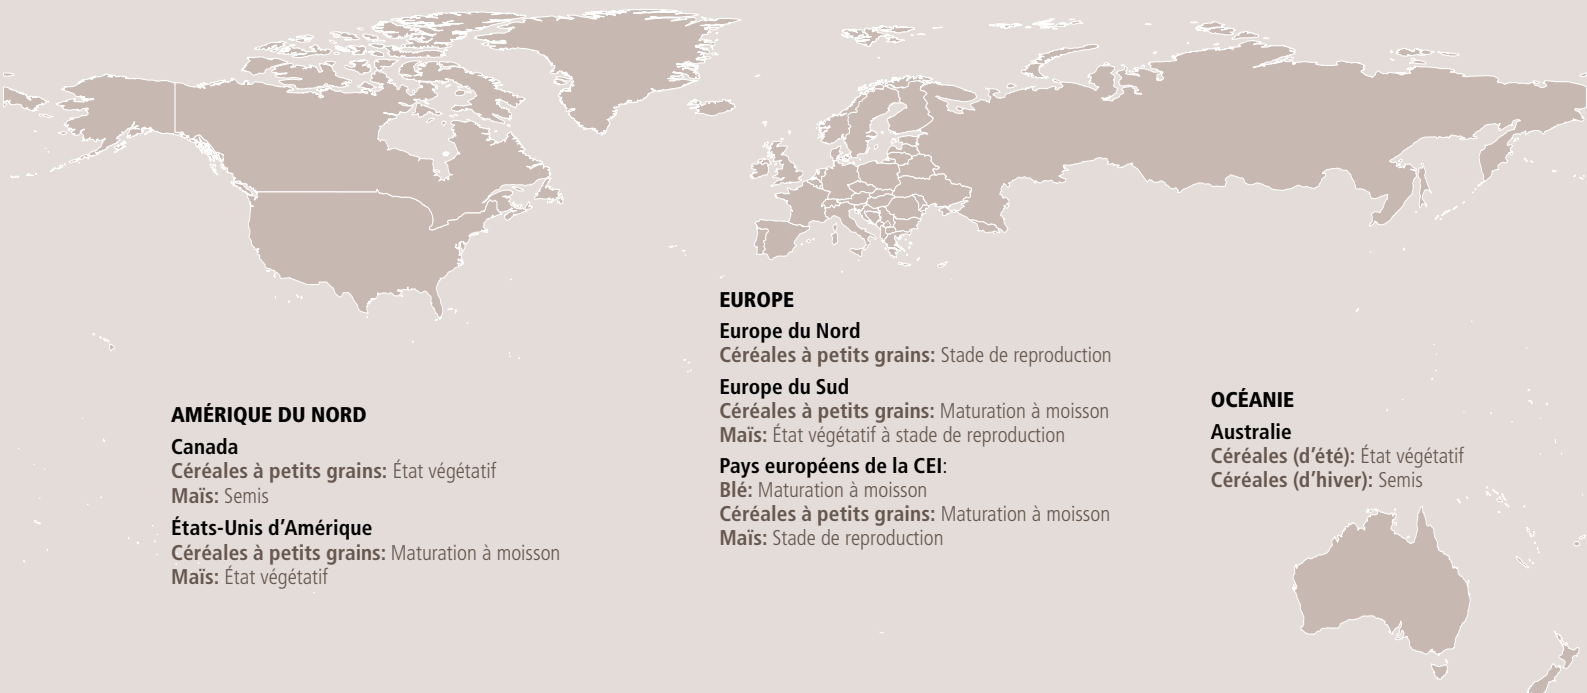 AMÉRIQUE DU NORD
Canada
Céréales à petits grains: État végétatif
Maïs: Semis
États-Unis d’Amérique
Céréales à petits grains: Maturation à moisson
Maïs: État végétatif
EUROPE
Europe du Nord
Céréales à petits grains: Stade de reproduction
Europe du Sud
Céréales à petits grains: Maturation à moisson
Maïs: État végétatif à stade de reproduction
Pays européens de la CEI:
Blé: Maturation à moisson
Céréales à petits grains: Maturation à moisson
Maïs: Stade de reproduction
OCÉANIE
Australie
Céréales (d’été): État végétatif
Céréales (d’hiver): Semis